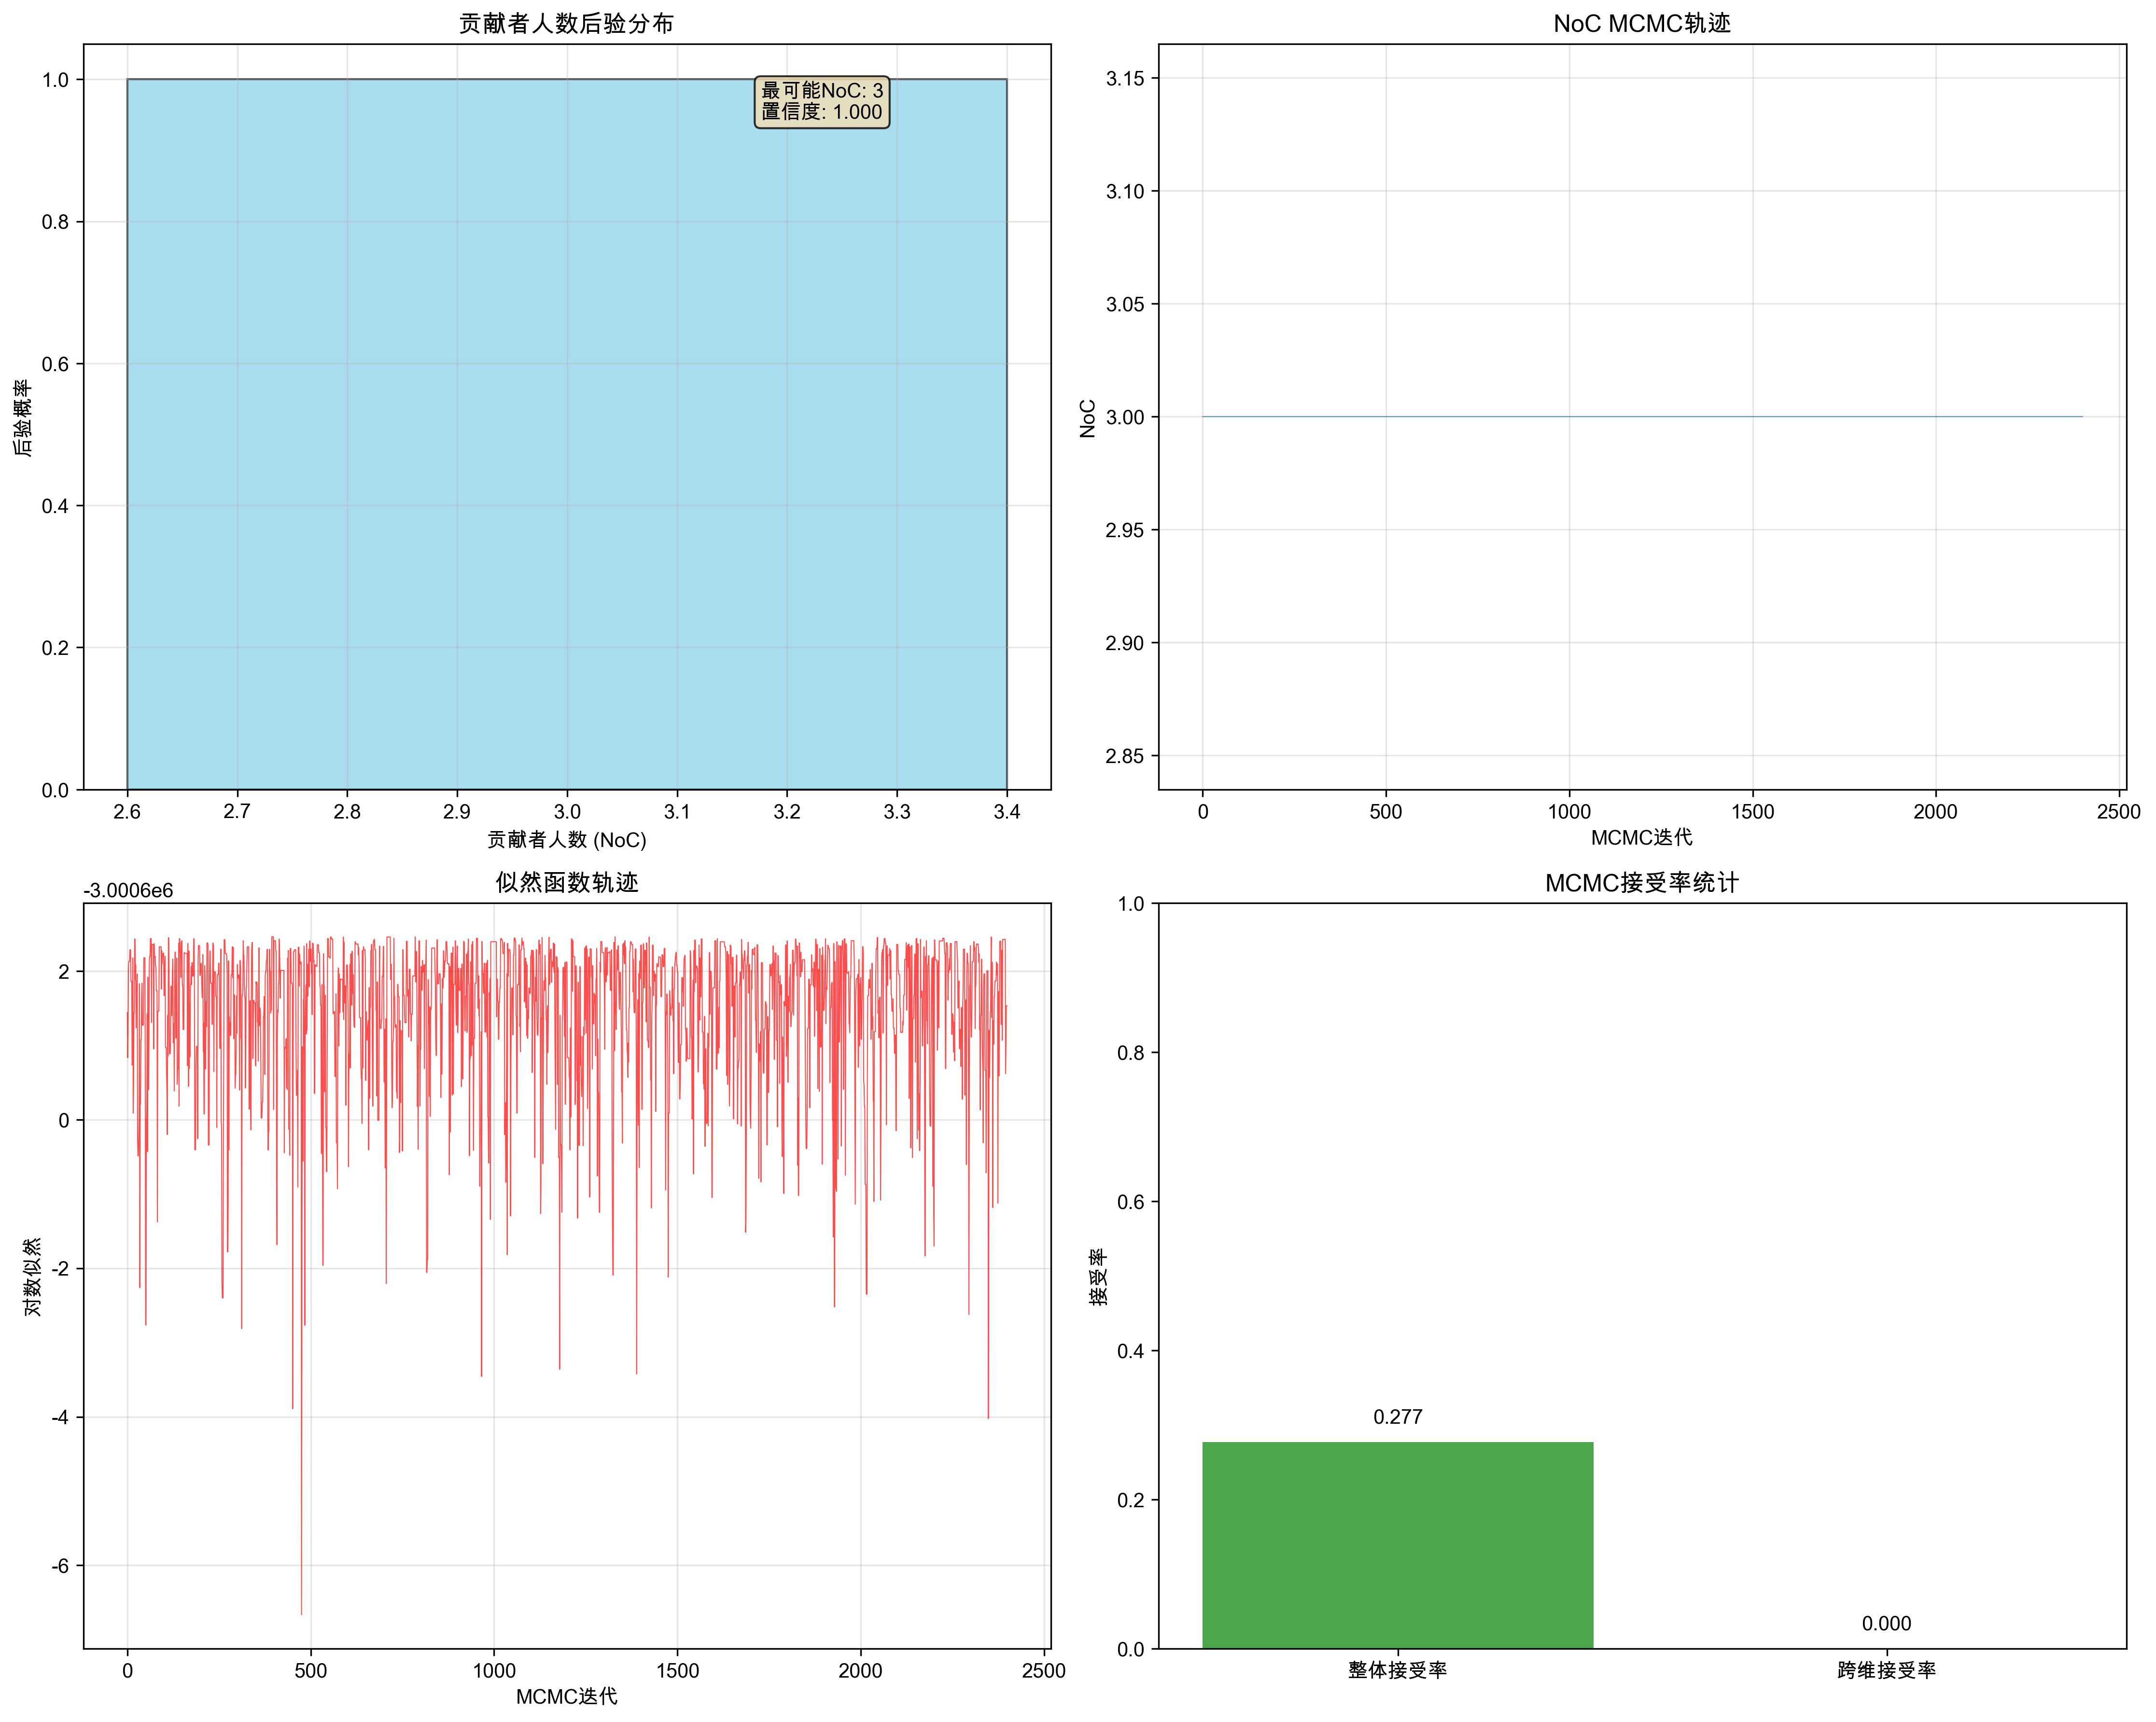 贡献者人数后验分布
1.0
0.8
0.6
0.4
0.2
0.0
后验概率
最可能NoC: 3
置信度: 1.000
2.6 2.7 2.8 2.9 3.0 3.1 3.2 3.3 3.4
贡献者人数 (NoC)
NoC MCMC轨迹
3.15
3.10
3.05
3.00
2.95
2.90
2.85
NoC
0 500 1000 1500 2000 2500
MCMC迭代
似然函数轨迹
-3.0006e6
2
0
-2
-4
-6
对数似然
0 500 1000 1500 2000 2500
MCMC迭代
MCMC接受率统计
1.0
0.8
0.6
0.4
0.2
0.0
接受率
0.277
0.000
整体接受率 跨维接受率